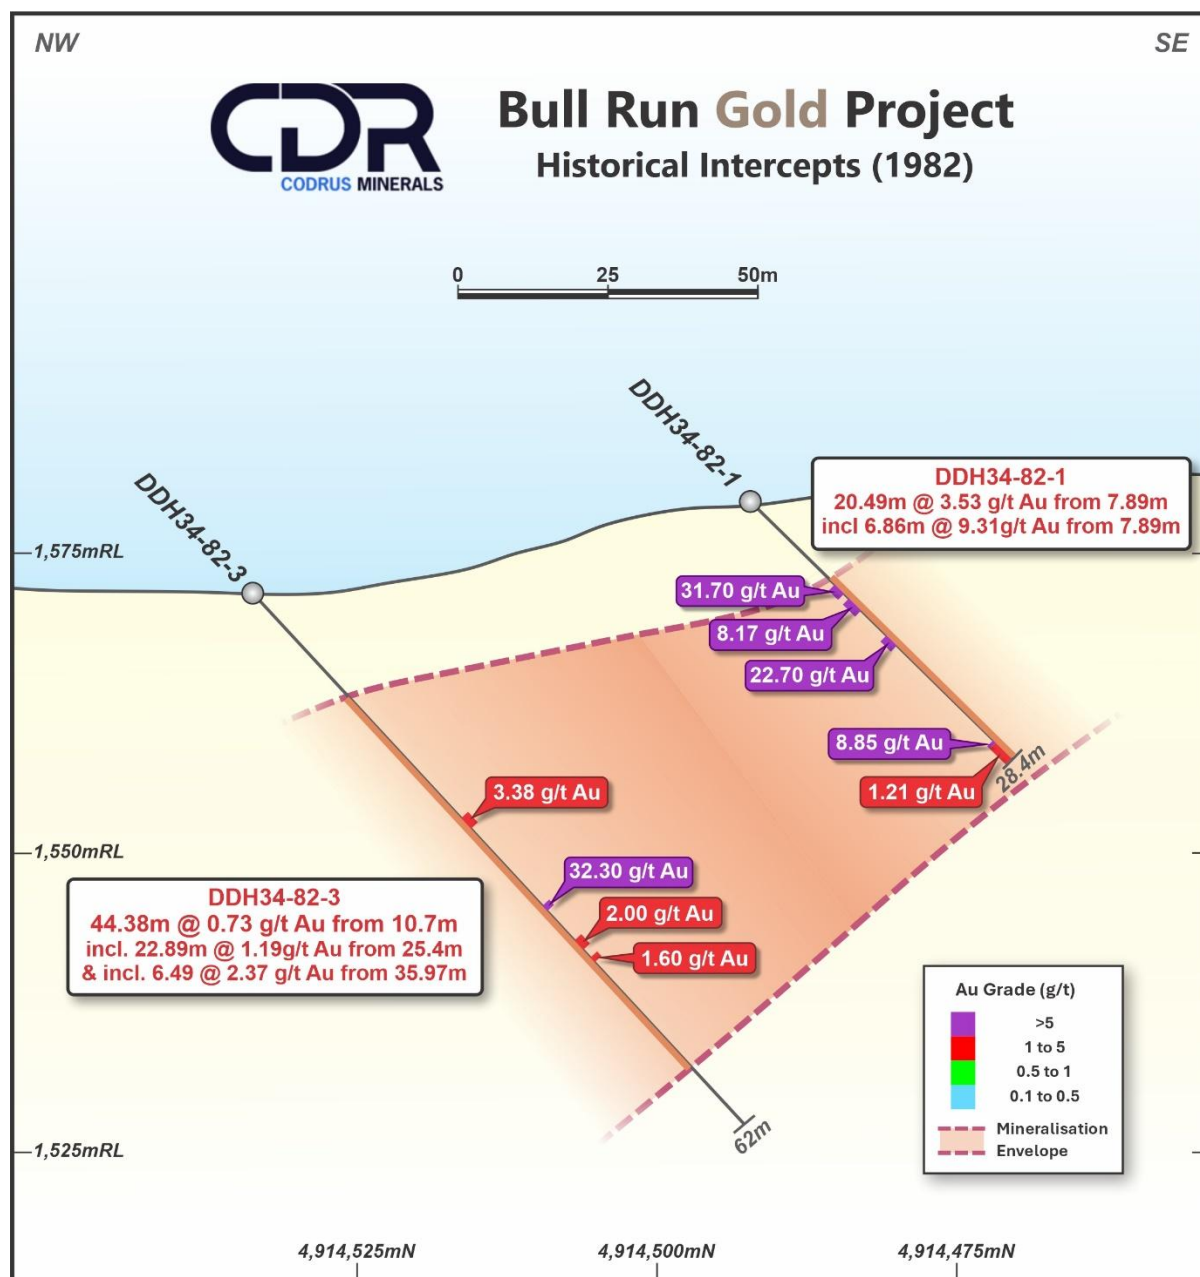 NW
SE
CDR
CODRUS MINERALS
Bull Run Gold Project
Historical Intercepts (1982)
0 25 50m
DDH34-82-1
DDH34-82-3
DDH34-82-1
20.49m @ 3.53 g/t Au from 7.89m
incl 6.86m @ 9.31g/t Au from 7.89m
1,575mRL
31.70 g/t Au
8.17 g/t Au
22.70 g/t Au
8.85 g/t Au
1.21 g/t Au
28.4m
3.38 g/t Au
1,550mRL
32.30 g/t Au
2.00 g/t Au
1.60 g/t Au
DDH34-82-3
44.38m @ 0.73 g/t Au from 10.7m
incl. 22.89m @ 1.19g/t Au from 25.4m
& incl. 6.49 @ 2.37 g/t Au from 35.97m
62m
1,525mRL
Au Grade (g/t)
>5
1 to 5
0.5 to 1
0.1 to 0.5
Mineralisation
Envelope
4,914,525mN
4,914,500mN
4,914,475mN